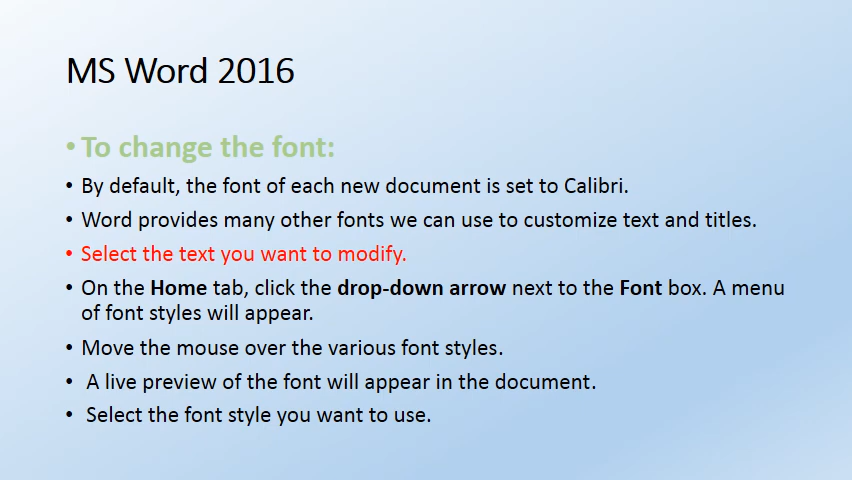 MS Word 2016
• To change the font:
• By default, the font of each new document is set to Calibri.
• Word provides many other fonts we can use to customize text and titles.
• Select the text you want to modify.
• On the Home tab, click the drop-down arrow next to the Font box. A menu
of font styles will appear.
• Move the mouse over the various font styles.
• A live preview of the font will appear in the document.
• Select the font style you want to use.